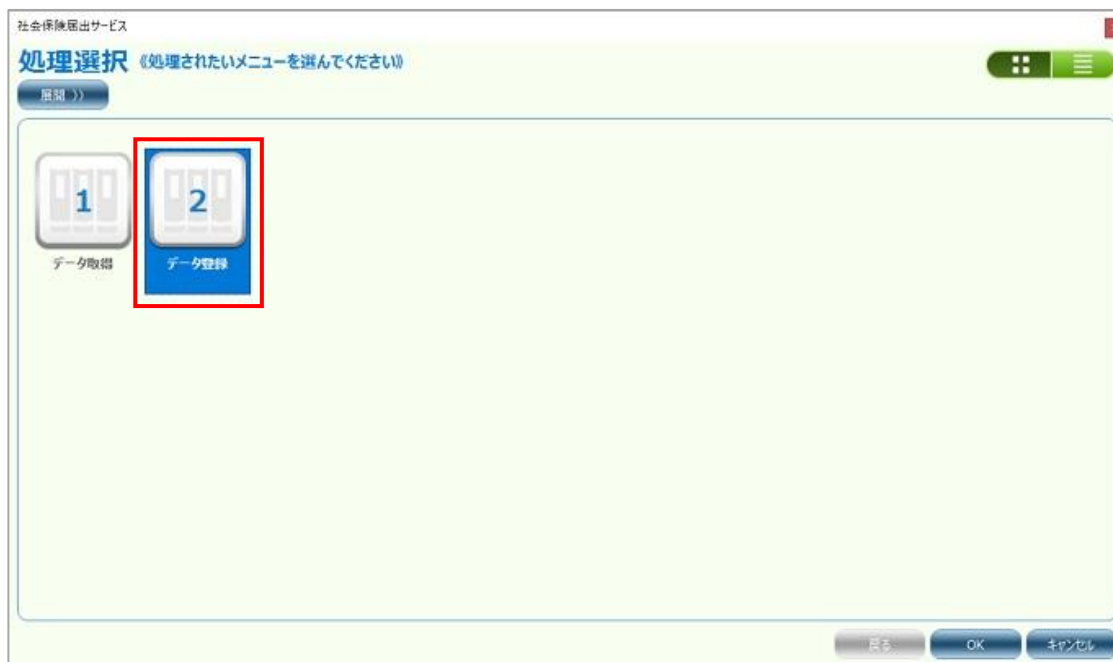 社会保険届出サービス
処理選択 《処理されたいメニューを選んでください》
展開 》
1
2
データ取得
データ登録
戻る
OK
キャンセル